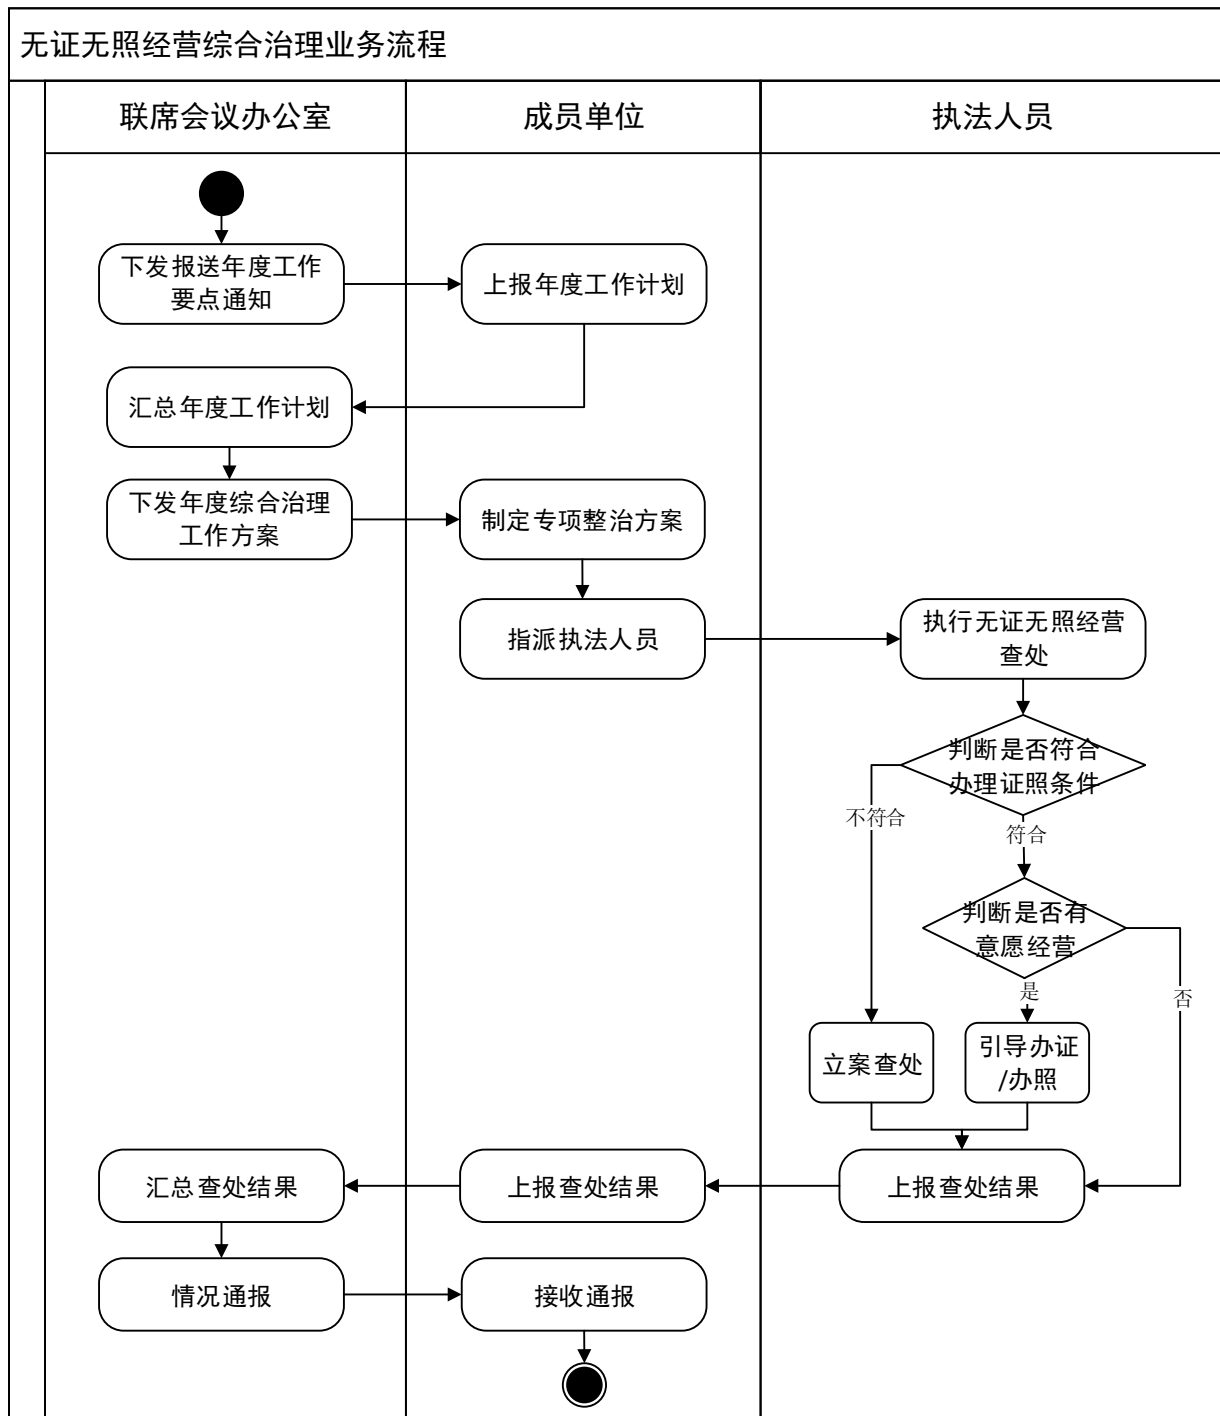 无证无照经营综合治理业务流程
联席会议办公室
成员单位
执法人员
下发报送年度工作
要点通知
上报年度工作计划
汇总年度工作计划
下发年度综合治理
工作方案
制定专项整治方案
指派执法人员
执行无证无照经营
查处
判断是否符合
办理证照条件
不符合
符合
判断是否有
意愿经营
是
否
立案查处
引导办证
/办照
汇总查处结果
上报查处结果
上报查处结果
情况通报
接收通报